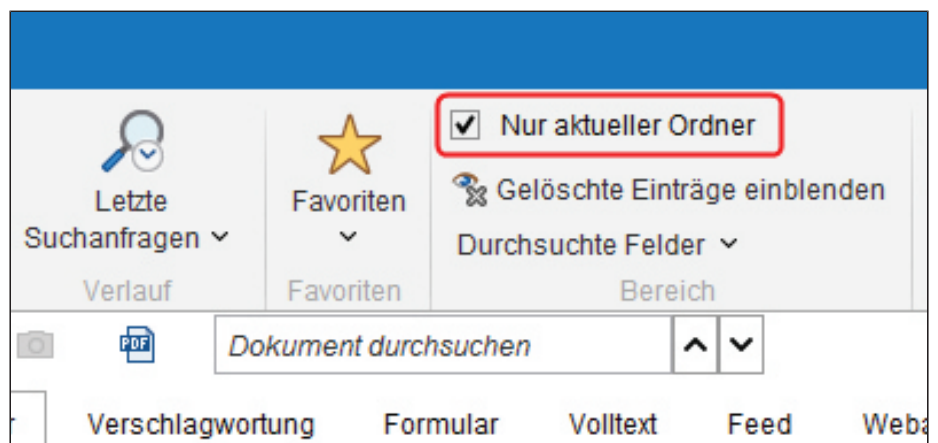 Nur aktueller Ordner
Letzte
Suchanfragen
Favoriten
Gelöschte Einträge einblenden
Durchsuchte Felder
Verlauf
Favoriten
Bereich
PDF
Dokument durchsuchen
Verschlagwortung
Formular
Volltext
Feed